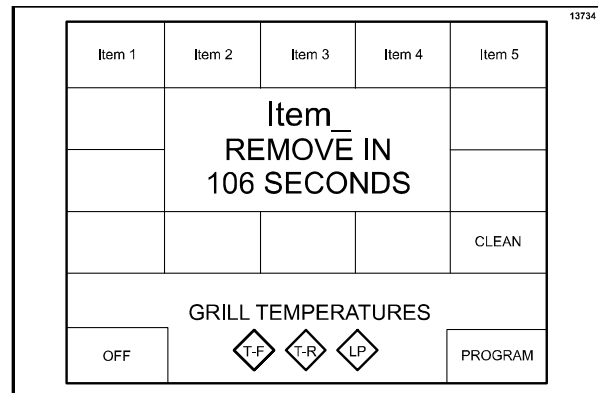 13734
Item 1 Item 2 Item 3 Item 4 Item 5
Item_
REMOVE IN
106 SECONDS
CLEAN
GRILL TEMPERATURES
OFF T-F T-R LP PROGRAM